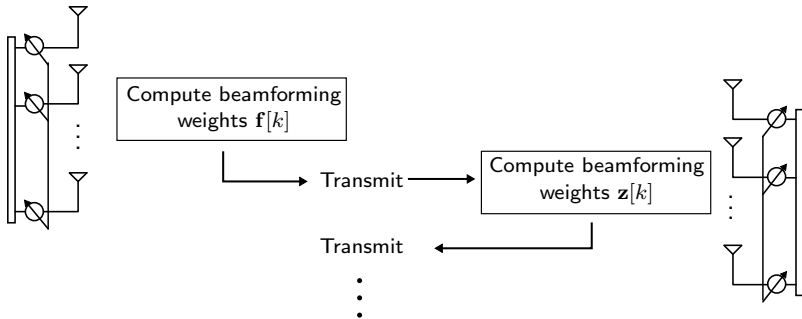 Compute beamforming
weights f[k]
Transmit
Compute beamforming
weights z[k]
Transmit